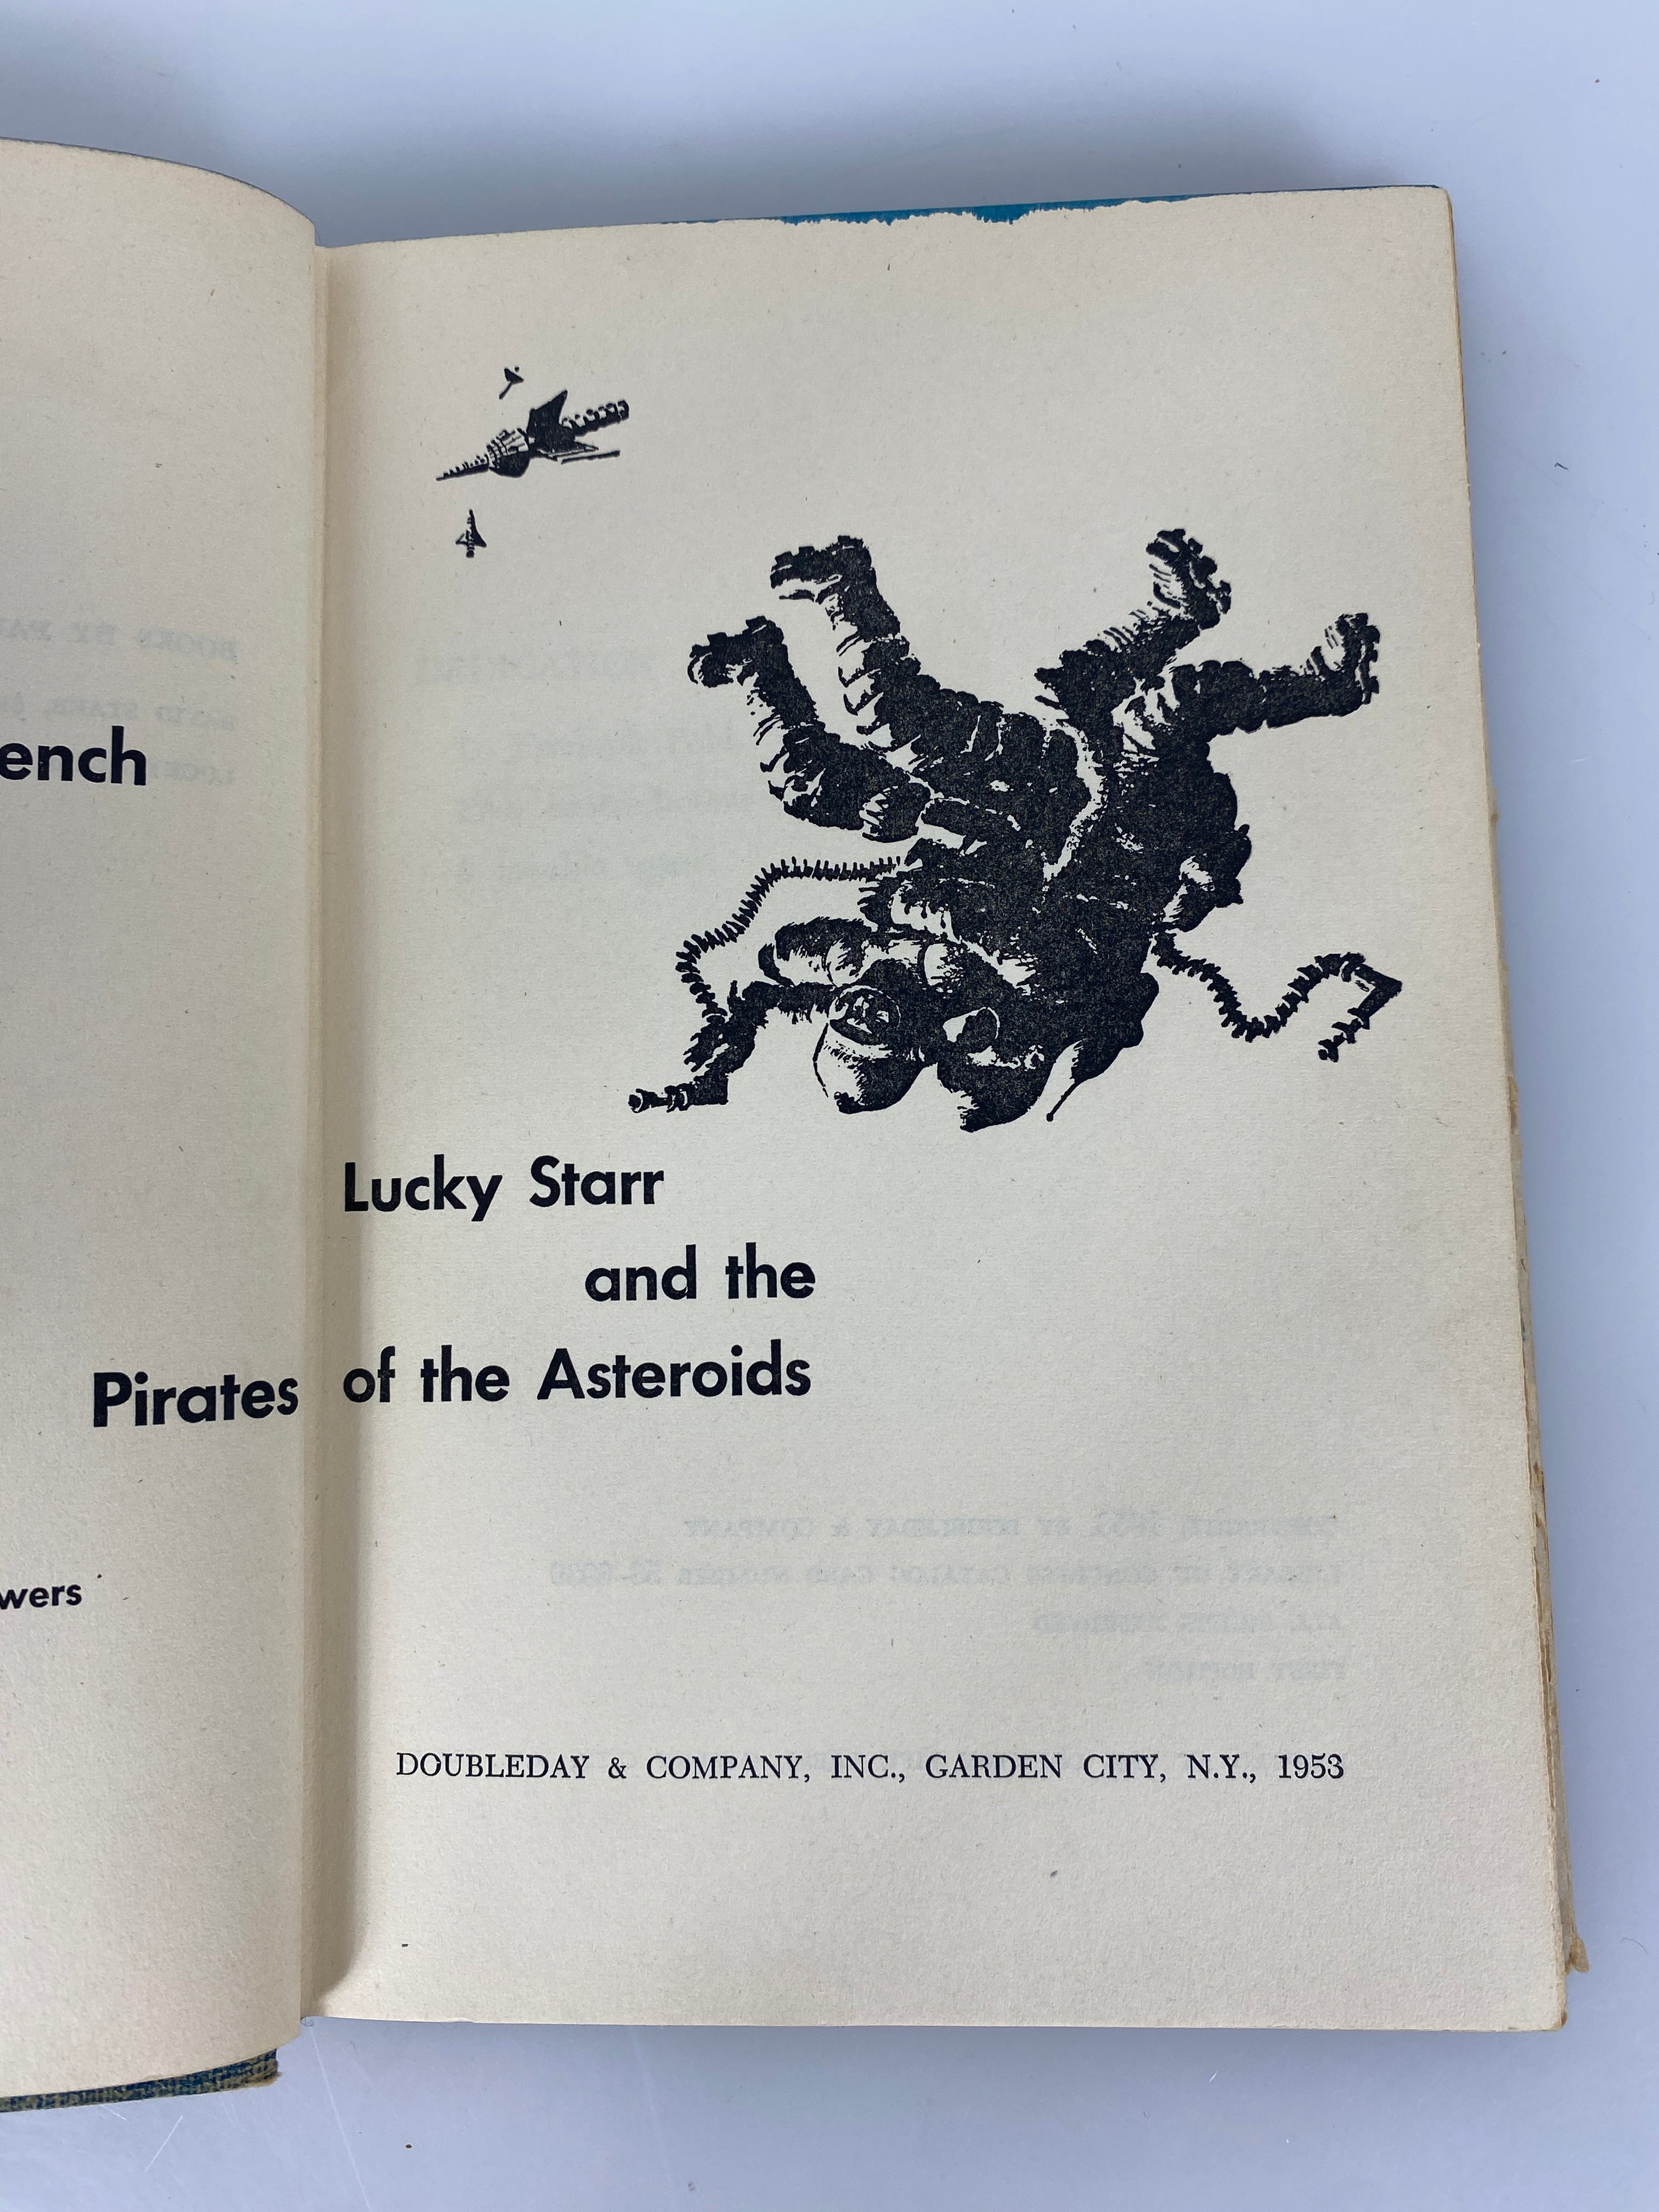 ench
Lucky Starr
and the
Pirates of the Asteroids
wers
DOUBLEDAY & COMPANY, INC., GARDEN CITY, N.Y., 1953